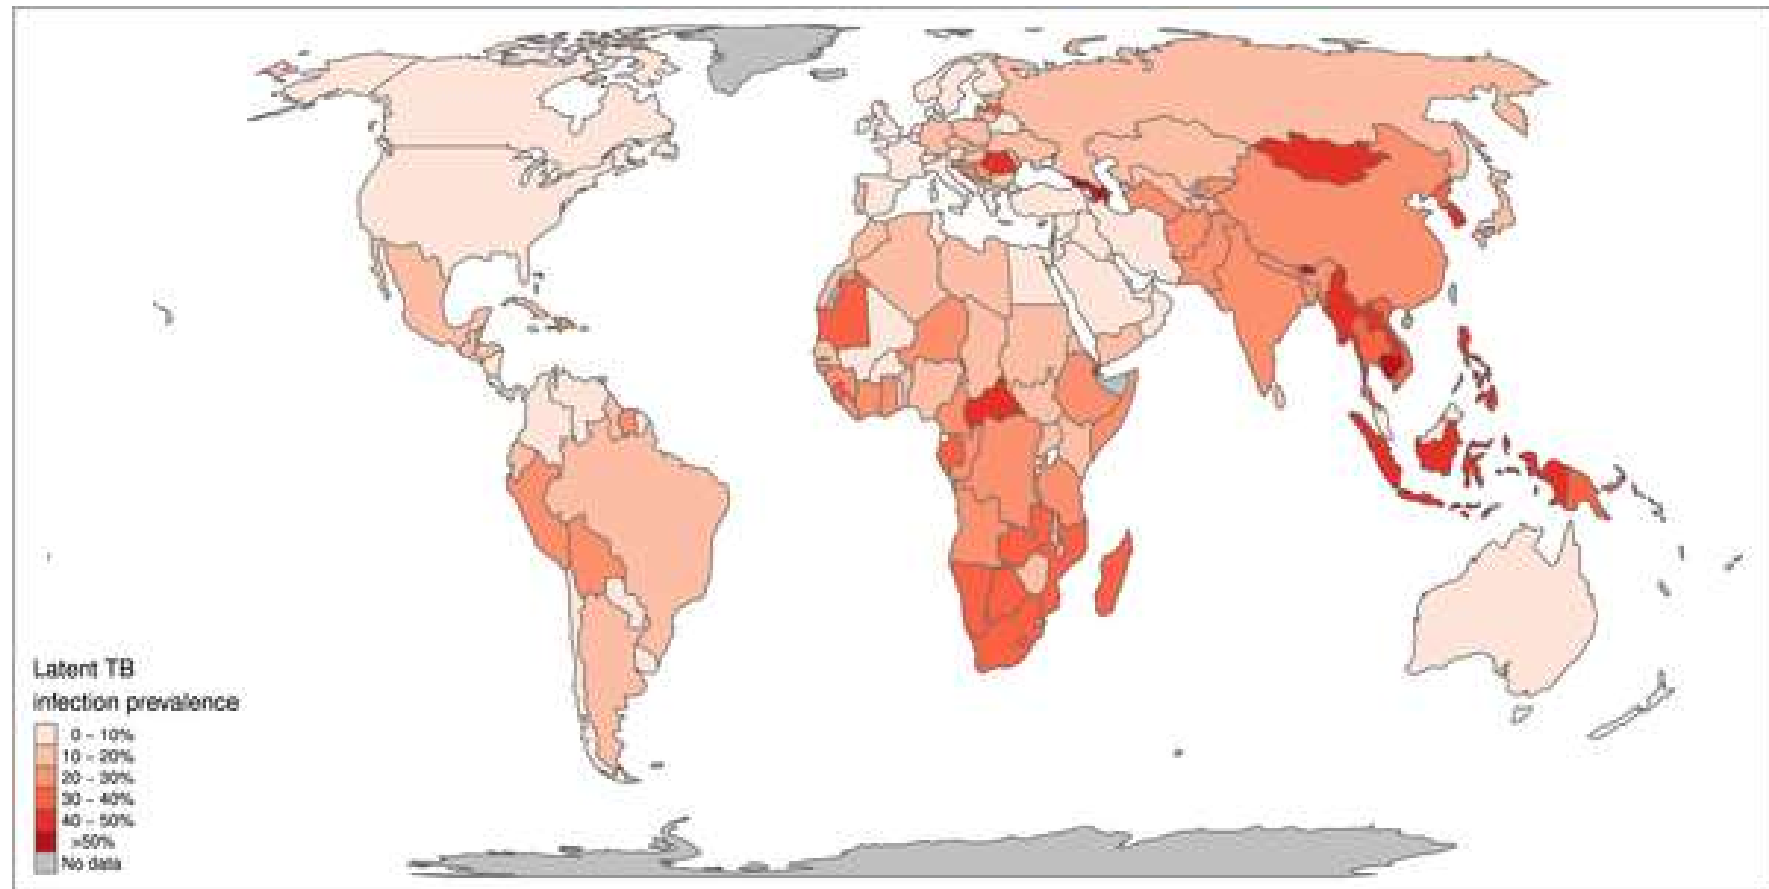 Latent TB
infection prevalence
0 - 10%
10 - 20%
20 - 30%
30 - 40%
40 - 50%
>50%
No data